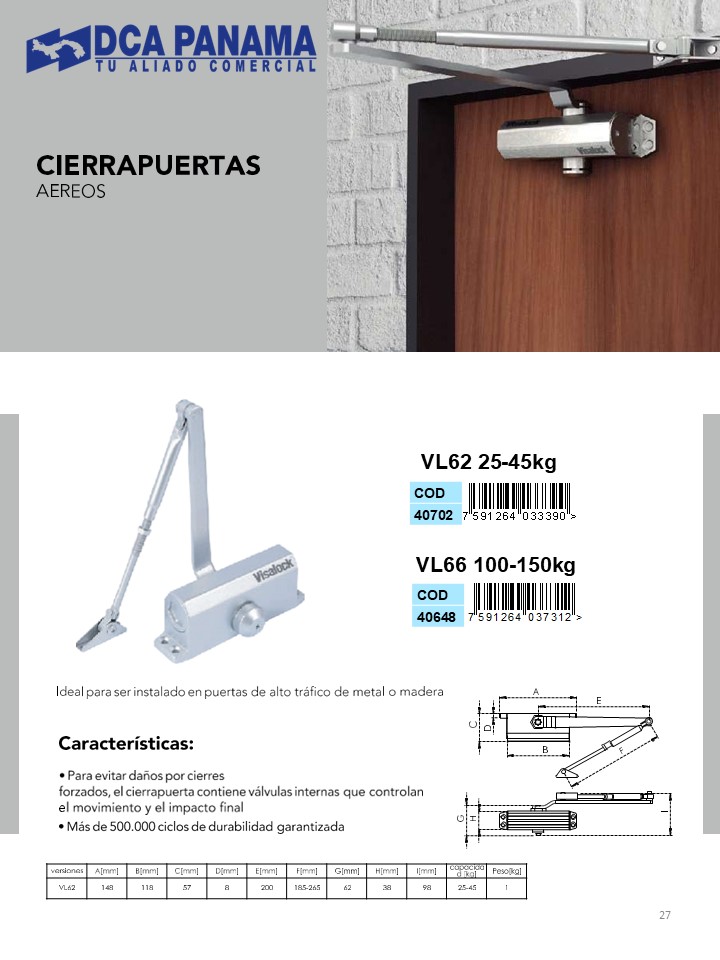 DCA PANAMA
TU ALIADO COMERCIAL
CIERRAPUERTAS
AEREOS
Visalock
Visalock
VL62 25-45kg
COD
40702
7 591264 033390 >
VL66 100-150kg
COD
40648
7 591264 037312 >
Ideal para ser instalado en puertas de alto tráfico de metal o madera
Características:
• Para evitar daños por cierres
forzados, el cierrapuerta contiene válvulas internas que controlan
el movimiento y el impacto final
• Más de 500.000 ciclos de durabilidad garantizada
A
E
C
D
B
F
G
H
I
versiones A[mm] B[mm] C[mm] D[mm] E[mm] F[mm] G[mm] H[mm] I[mm] capacida Peso[kg]
d [kg]
VL62 148 118 57 8 200 185-265 62 38 98 25-45 1
27